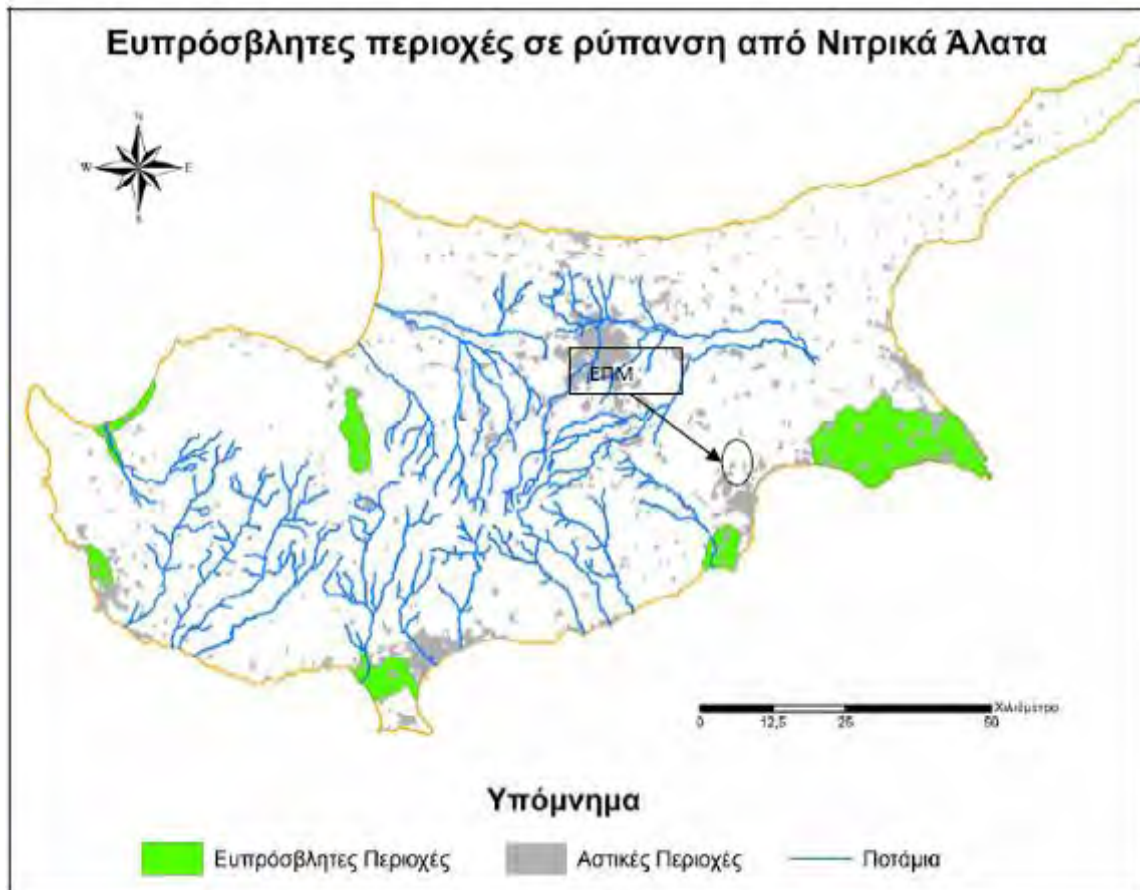 Ευπρόσβλητες περιοχές σε ρύπανση από Νιτρικά Άλατα
N
W E
S
ΕΠΜ
Χιλιόμετρα
0 12,5 25 50
Υπόμνημα
Ευπρόσβλητες Περιοχές Αστικές Περιοχές Ποτάμια